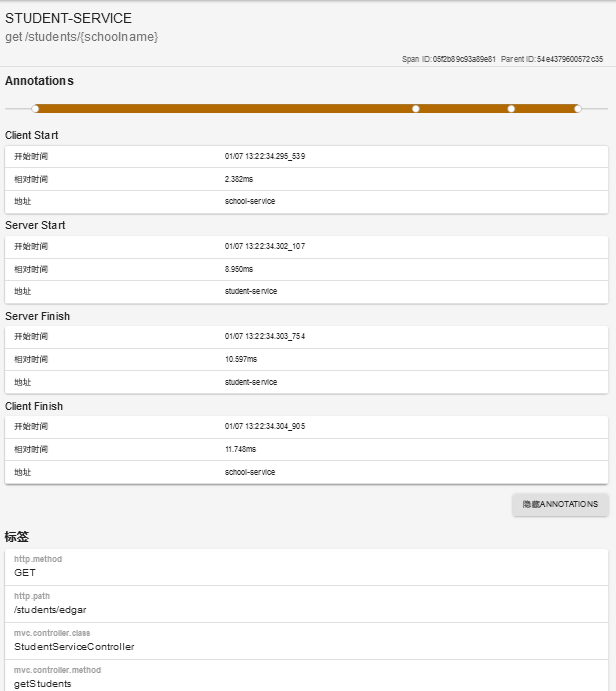 STUDENT-SERVICE
get /students/{schoolname}
Span ID: 05f2b89c93a89e81 Parent ID: 54e4379600572c35
Annotations
Client Start
开始时间 01/07 13:22:34.295_539
相对时间 2.382ms
地址 school-service
Server Start
开始时间 01/07 13:22:34.302_107
相对时间 8.950ms
地址 student-service
Server Finish
开始时间 01/07 13:22:34.303_754
相对时间 10.597ms
地址 student-service
Client Finish
开始时间 01/07 13:22:34.304_905
相对时间 11.748ms
地址 school-service
隐藏ANNOTATIONS
标签
http.method
GET
http.path
/students/edgar
mvc.controller.class
StudentServiceController
mvc.controller.method
getStudents